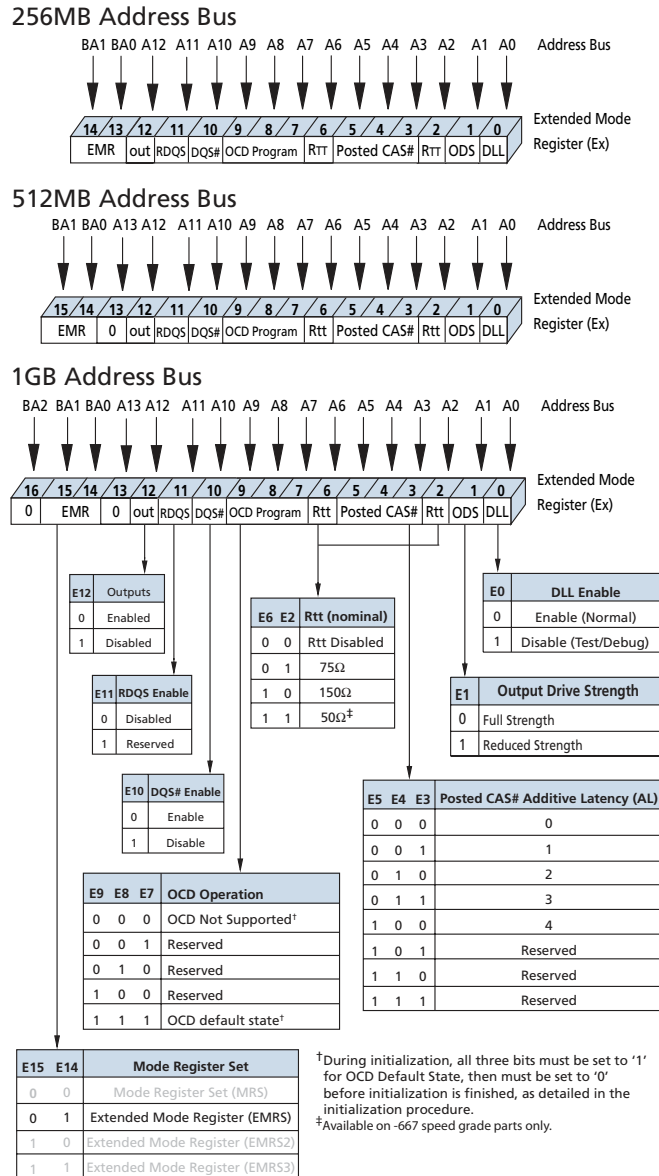 256MB Address Bus
BA1 BA0 A12 A11 A10 A9 A8 A7 A6 A5 A4 A3 A2 A1 A0 Address Bus
14 13 12 11 10 9 8 7 6 5 4 3 2 1 0
EMR out RDQS DQS# OCD Program RTT Posted CAS# RTT ODS DLL
Extended Mode
Register (Ex)
512MB Address Bus
BA1 BA0 A13 A12 A11 A10 A9 A8 A7 A6 A5 A4 A3 A2 A1 A0 Address Bus
15 14 13 12 11 10 9 8 7 6 5 4 3 2 1 0
EMR 0 out RDQS DQS# OCD Program Rtt Posted CAS# Rtt ODS DLL
Extended Mode
Register (Ex)
1GB Address Bus
BA2 BA1 BA0 A13 A12 A11 A10 A9 A8 A7 A6 A5 A4 A3 A2 A1 A0 Address Bus
16 15 14 13 12 11 10 9 8 7 6 5 4 3 2 1 0
0 EMR 0 out RDQS DQS# OCD Program Rtt Posted CAS# Rtt ODS DLL
Extended Mode
Register (Ex)
E12 Outputs
0 Enabled
1 Disabled
E11 RDQS Enable
0 Disabled
1 Reserved
E10 DQS# Enable
0 Enable
1 Disable
E6 E2 Rtt (nominal)
0 0 Rtt Disabled
0 1 75Ω
1 0 150Ω
1 1 50Ω‡
E0 DLL Enable
0 Enable (Normal)
1 Disable (Test/Debug)
E1 Output Drive Strength
0 Full Strength
1 Reduced Strength
E5 E4 E3 Posted CAS# Additive Latency (AL)
0 0 0 0
0 0 1 1
0 1 0 2
0 1 1 3
1 0 0 4
1 0 1 Reserved
1 1 0 Reserved
1 1 1 Reserved
E9 E8 E7 OCD Operation
0 0 0 OCD Not Supported†
0 0 1 Reserved
0 1 0 Reserved
1 0 0 Reserved
1 1 1 OCD default state†
E15 E14 Mode Register Set
0 0 Mode Register Set (MRS)
0 1 Extended Mode Register (EMRS)
1 0 Extended Mode Register (EMRS2)
1 1 Extended Mode Register (EMRS3)
†During initialization, all three bits must be set to '1'
for OCD Default State, then must be set to '0'
before initialization is finished, as detailed in the
initialization procedure.
‡Available on -667 speed grade parts only.